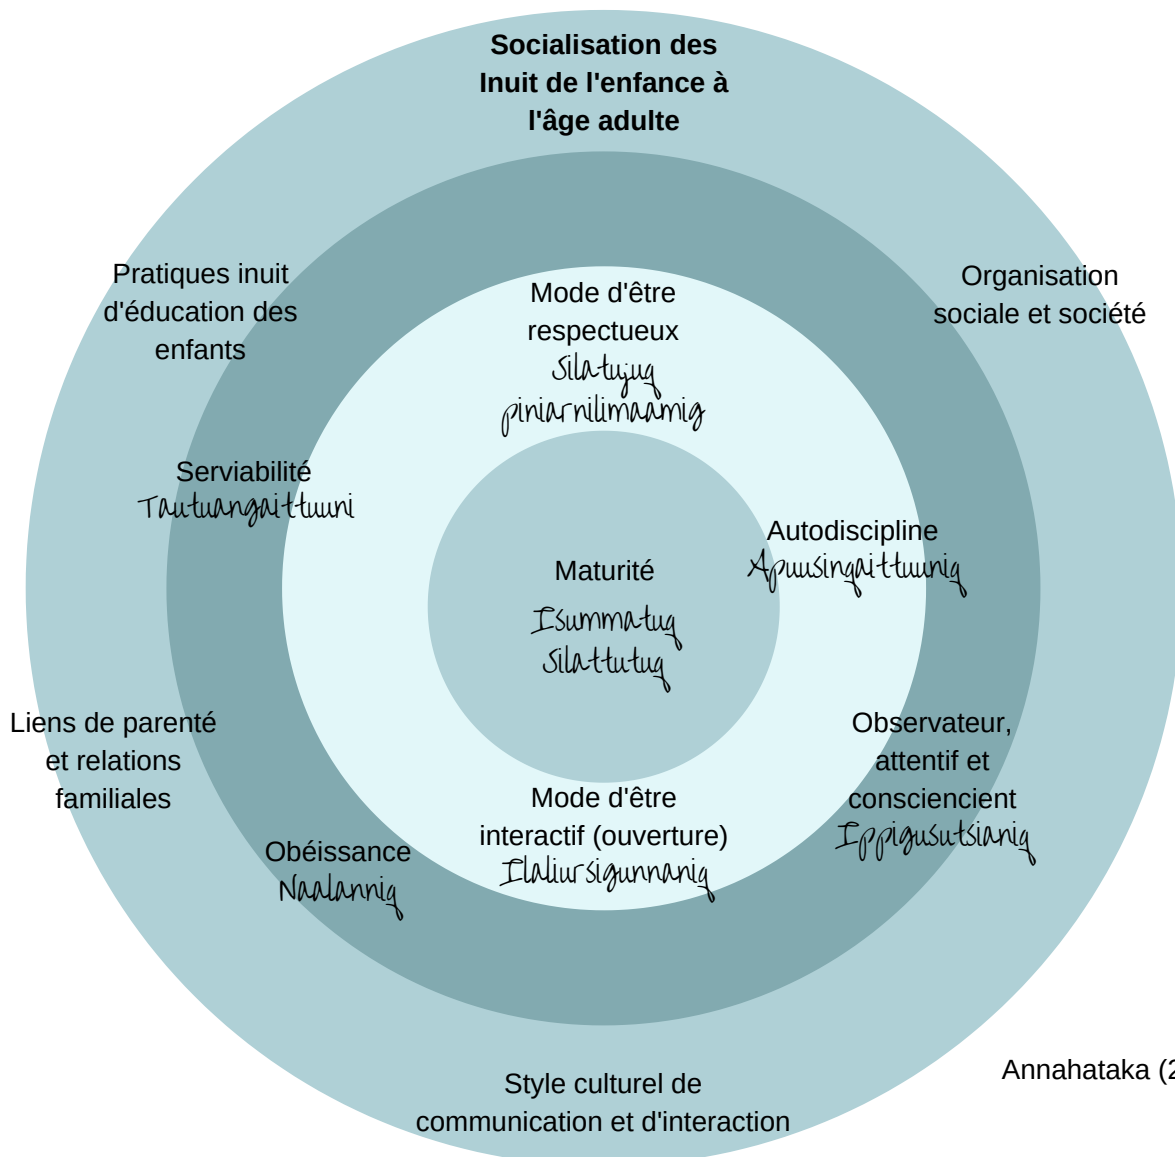 Socialisation des
Inuit de l'enfance à
l'âge adulte
Pratiques inuit
d'éducation des
enfants
Organisation
sociale et société
Mode d'être
respectueux
Silatujuq
piniarnilimaamig
Serviabilité
Tautuangaittuuni
Autodiscipline
Apuusingaittuuniq
Maturité
Isummatuq
Silattutuq
Liens de parenté
et relations
familiales
Observateur,
attentif et
consciencient
Ippigusutsianiq
Mode d'être
interactif (ouverture)
Ilaliursigunnaniq
Obéissance
Naalanniq
Style culturel de
communication et d'interaction
Annahataka (2